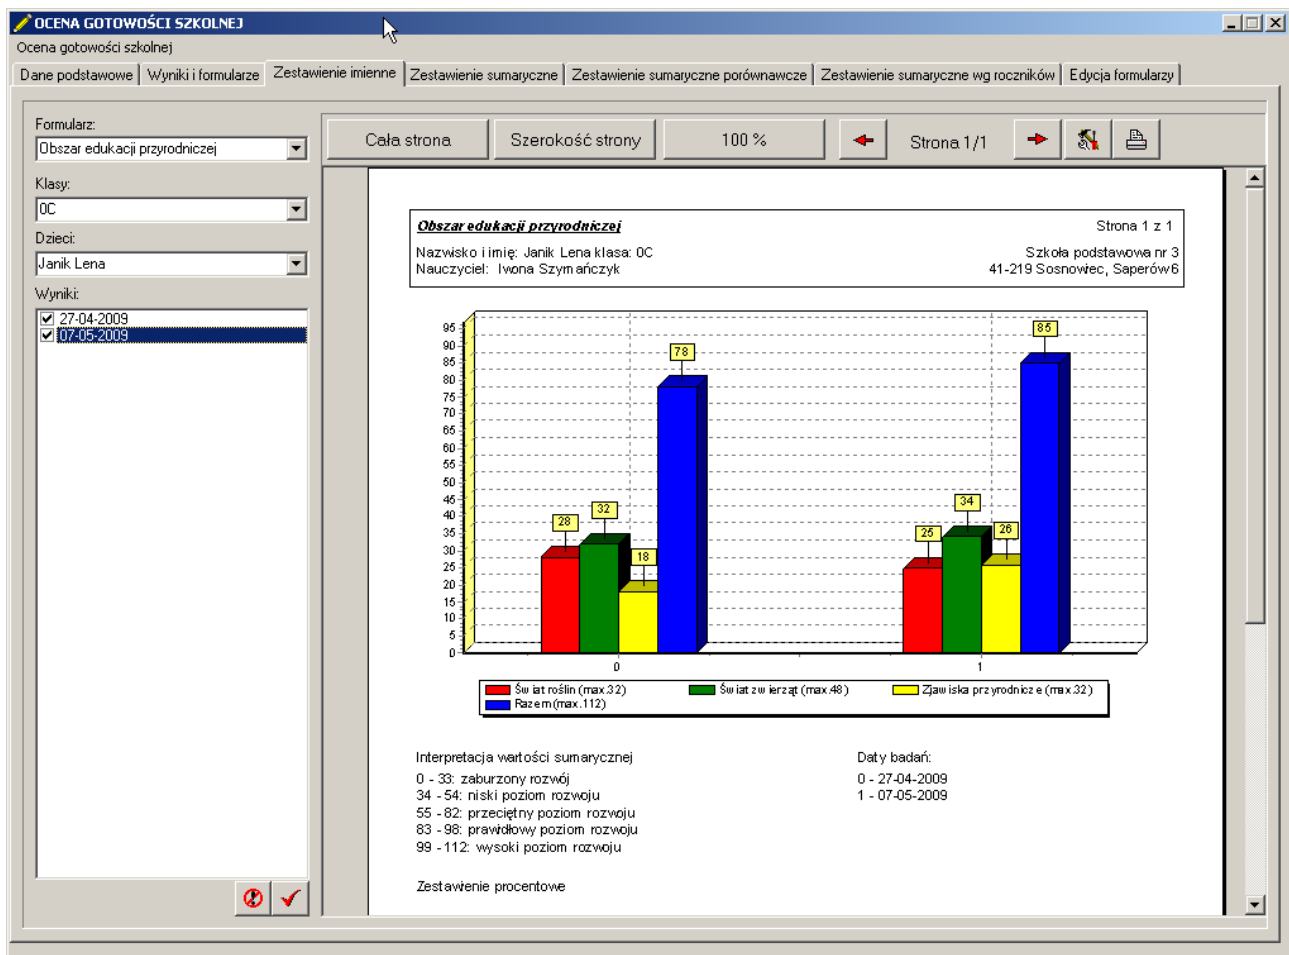 OCENA GOTOWOŚCI SZKOLNEJ
Ocena gotowości szkolnej
Dane podstawowe Wyniki i formularze Zestawienie imienne Zestawienie sumaryczne Zestawienie sumaryczne porównawcze Zestawienie sumaryczne wg roczników Edycja formularzy
Formularz:
Obszar edukacji przyrodniczej
Klasy:
0C
Dzieci:
Janik Lena
Wyniki:
27-04-2009
07-05-2009
Cała strona Szerokość strony 100 % Strona 1/1
Obszar edukacji przyrodniczej Strona 1 z 1
Nazwisko i imię: Janik Lena klasa: 0C Szkoła podstawowa nr 3
Nauczyciel: Iwona Szymańczyk 41-219 Sosnowiec, Saperów 6
95
90
85
80
75
70
65
60
55
50
45
40
35
30
25
20
15
10
5
0
28
32
18
78
25
34
26
85
0 1
Świat roślin (max.32) Świat zwierząt (max.48) Zjawiska przyrodnicze (max.32)
Razem (max.112)
Interpretacja wartości sumarycznej Daty badań:
0 - 33: zaburzony rozwój 0 - 27-04-2009
34 - 54: niski poziom rozwoju 1 - 07-05-2009
55 - 82: przeciętny poziom rozwoju
83 - 98: prawidłowy poziom rozwoju
99 - 112: wysoki poziom rozwoju
Zestawienie procentowe